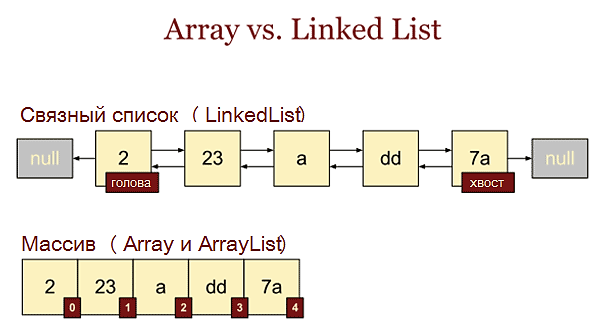 Array vs. Linked List
Связный список ( LinkedList)
null 2 23 a dd 7a null
голова хвост
Массив ( Array и ArrayList)
2 23 a dd 7a
0 1 2 3 4